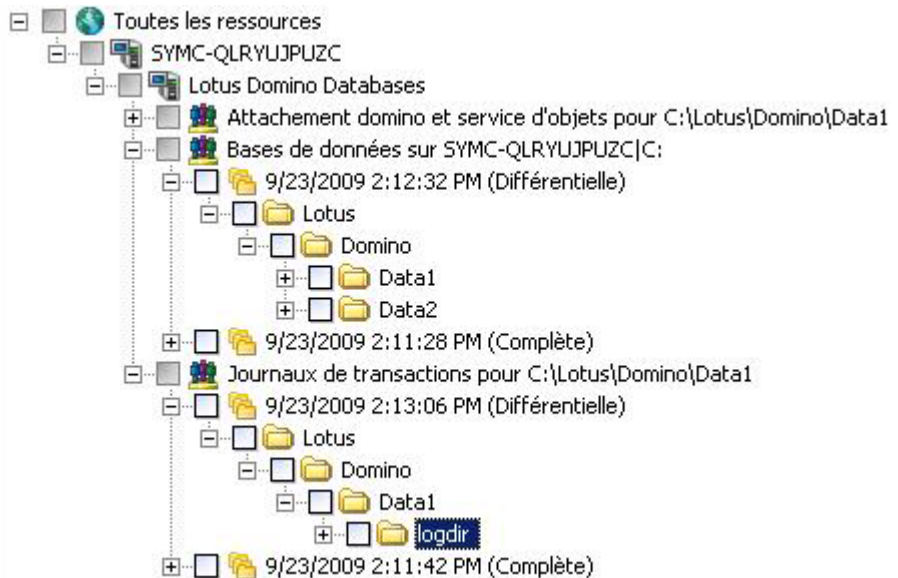 Toutes les ressources
SYMC-QLRYUJPUZC
Lotus Domino Databases
Attachement domino et service d'objets pour C:\Lotus\Domino\Data1
Bases de données sur SYMC-QLRYUJPUZC|C:
9/23/2009 2:12:32 PM (Différentielle)
Lotus
Domino
Data1
Data2
9/23/2009 2:11:28 PM (Complète)
Journaux de transactions pour C:\Lotus\Domino\Data1
9/23/2009 2:13:06 PM (Différentielle)
Lotus
Domino
Data1
logdir
9/23/2009 2:11:42 PM (Complète)